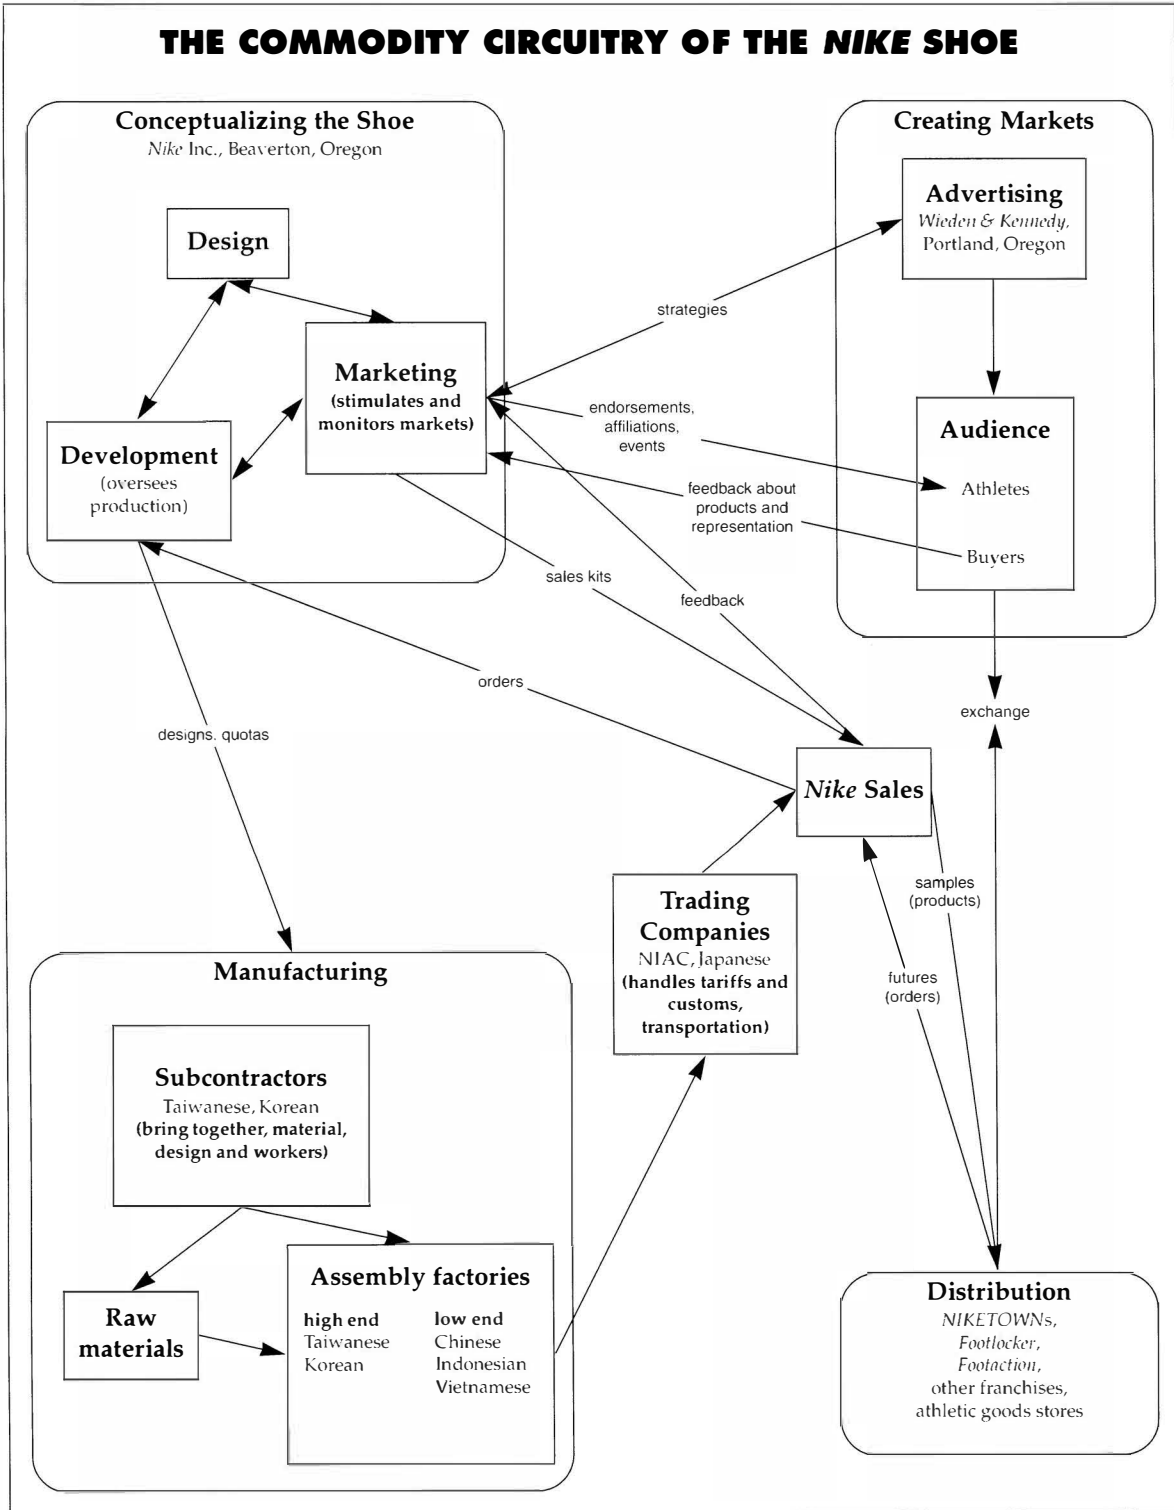 THE COMMODITY CIRCUITRY OF THE NIKE SHOE
Conceptualizing the Shoe
Nike Inc., Beaverton, Oregon
Design
Marketing
(stimulates and
monitors markets)
Development
(oversees
production)
Creating Markets
Advertising
Wieden & Kennedy,
Portland, Oregon
Audience
Athletes
Buyers
strategies
endorsements,
affiliations,
events
feedback about
products and
representation
sales kits
feedback
orders
designs. quotas
exchange
Nike Sales
samples
(products)
futures
(orders)
Trading
Companies
NIAC, Japanese
(handles tariffs and
customs,
transportation)
Manufacturing
Subcontractors
Taiwanese, Korean
(bring together, material,
design and workers)
Raw
materials
Assembly factories
high end
Taiwanese
Korean
low end
Chinese
Indonesian
Vietnamese
Distribution
NIKETOWNs,
Footlocker,
Footaction,
other franchises,
athletic goods stores